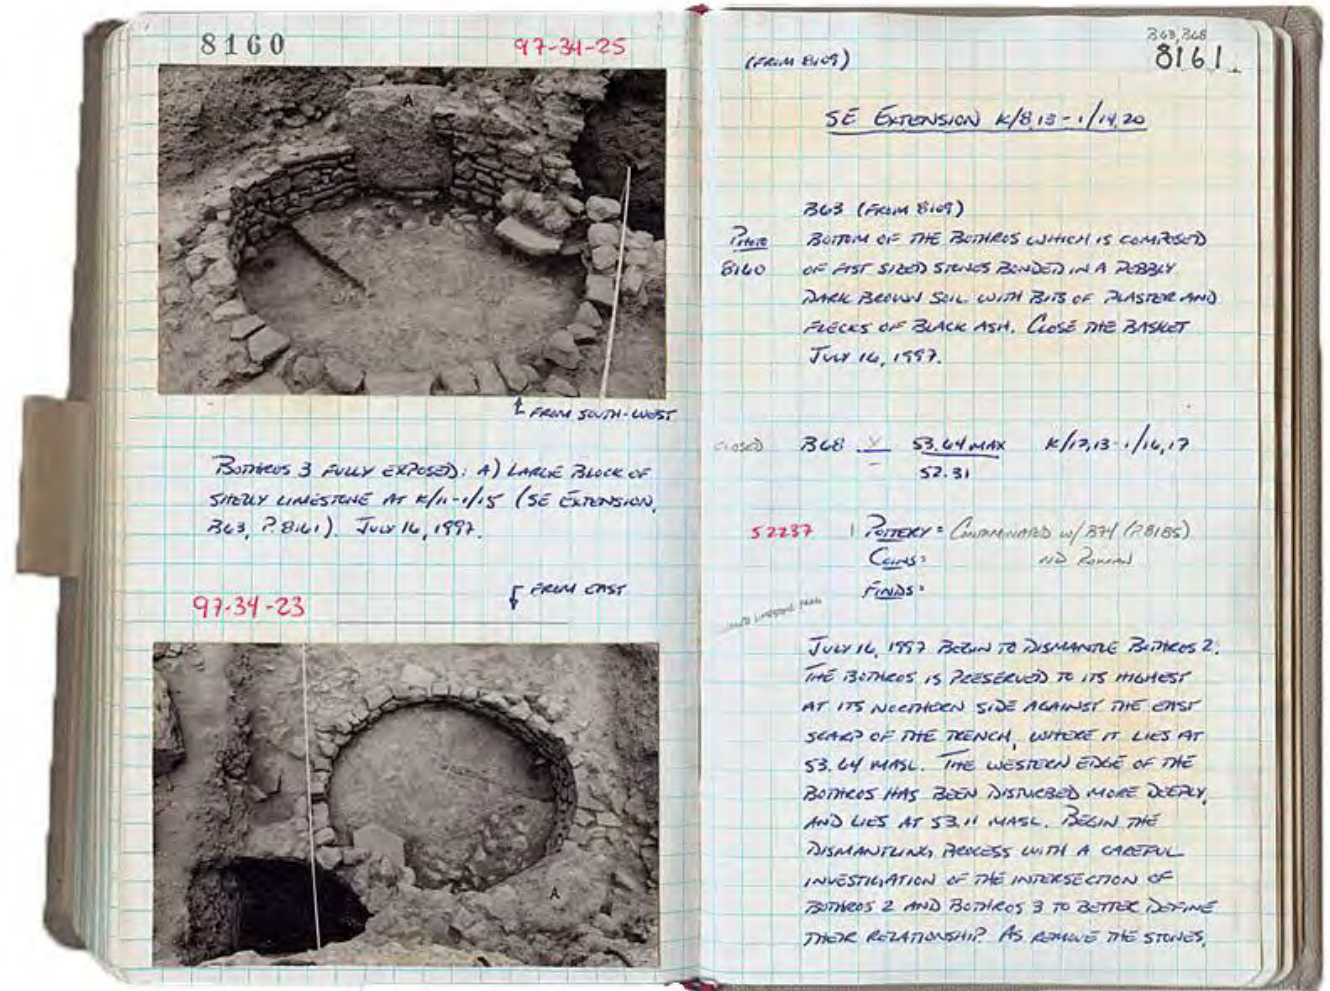 8160
97-34-25
A
↑ FROM SOUTH-WEST
BOTHROS 3 FULLY EXPOSED: A) LARGE BLOCK OF
SHELLY LIMESTONE AT K/11-1/15 (SE EXTENSION,
B63, P. 8161). JULY 16, 1997.
FROM EAST
97-34-23
A
B63, B68
8161
(FROM 8109)
SE EXTENSION K/8,13-1/14,20
B63 (FROM 8109)
PHOTO BOTTOM OF THE BOTHROS WHICH IS COMPOSED
8160 OF FIST SIZED STONES BONDED IN A PEBBLY
DARK BROWN SOIL WITH BITS OF PLASTER AND
FLECKS OF BLACK ASH. CLOSE THE BASKET
JULY 16, 1997.
CLOSED B68 53.64 MAX K/17,13-1/16,17
52.31
52237 | POTTERY: CONTAMINATED W/ B74 (P.8185)
COINS: NO ROMAN
FINDS:
LIMESTONE FRAG
JULY 16, 1997 BEGIN TO DISMANTLE BOTHROS 2.
THE BOTHROS IS PRESERVED TO ITS HIGHEST
AT ITS NORTHERN SIDE AGAINST THE EAST
SCARP OF THE TRENCH, WHERE IT LIES AT
53.64 MASL. THE WESTERN EDGE OF THE
BOTHROS HAS BEEN DISTURBED MORE DEEPLY,
AND LIES AT 53.11 MASL. BEGIN THE
DISMANTLING PROCESS WITH A CAREFUL
INVESTIGATION OF THE INTERSECTION OF
BOTHROS 2 AND BOTHROS 3 TO BETTER DEFINE
THEIR RELATIONSHIP. AS REMOVE THE STONES,